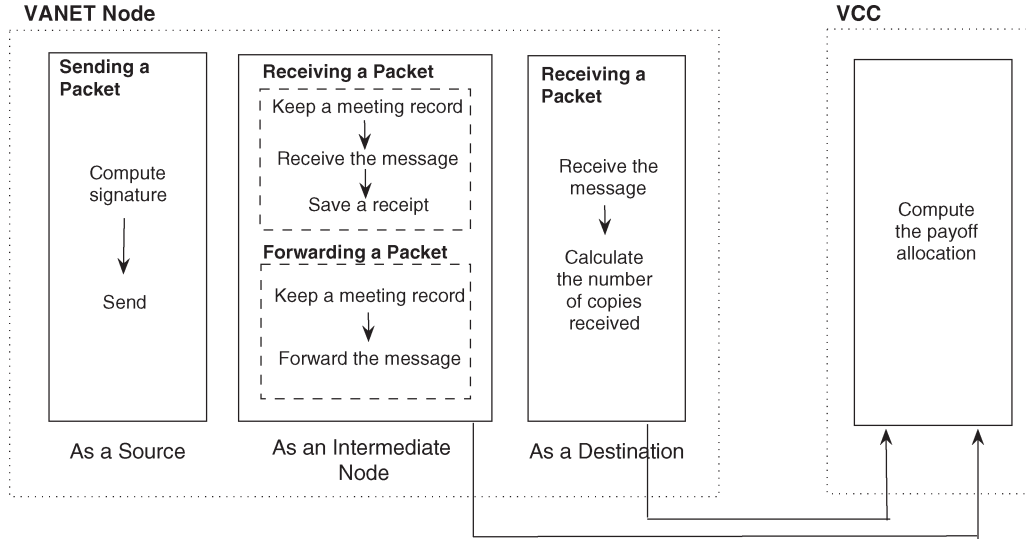 VANET Node
VCC
Sending a
Packet
Compute
signature
Send
As a Source
Receiving a Packet
Keep a meeting record
Receive the message
Save a receipt
Forwarding a Packet
Keep a meeting record
Forward the message
As an Intermediate
Node
Receiving a
Packet
Receive the
message
Calculate
the number
of copies
received
As a Destination
Compute
the payoff
allocation